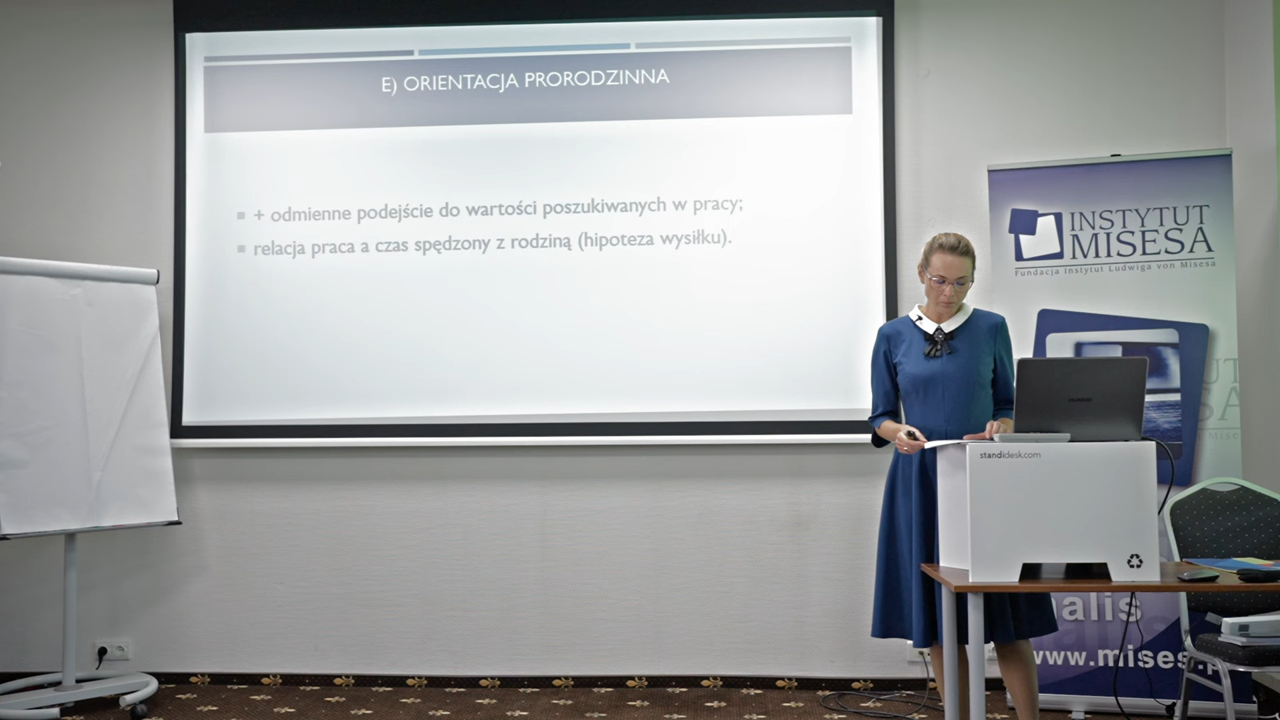 E) ORIENTACJA PRORODZINNA
+ odmienne podejście do wartości poszukiwanych w pracy;
relacja praca a czas spędzony z rodziną (hipoteza wysiłku).
INSTYTUT
MISESA
Fundacja Instytut Ludwiga von Misesa
standidesk.com
www.mises.p